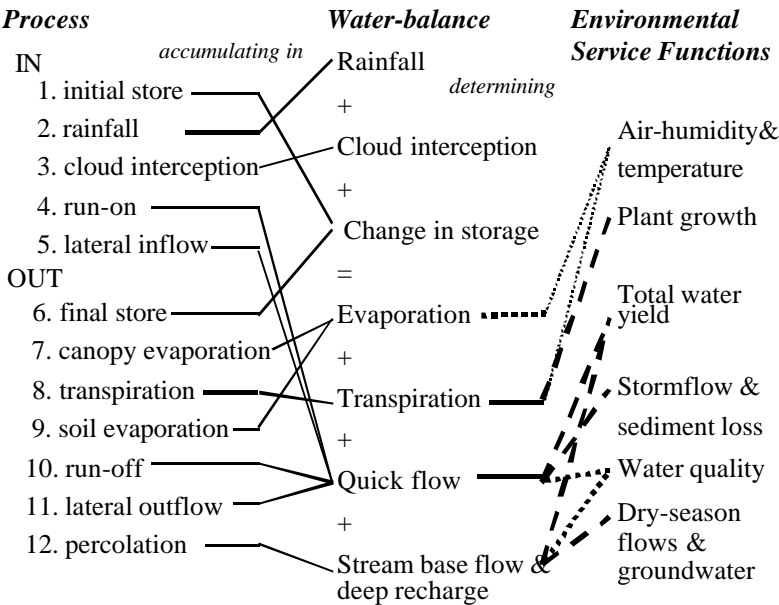 Process
Water-balance
Environmental
Service Functions
accumulating in
determining
IN
1. initial store
2. rainfall
3. cloud interception
4. run-on
5. lateral inflow
OUT
6. final store
7. canopy evaporation
8. transpiration
9. soil evaporation
10. run-off
11. lateral outflow
12. percolation
Rainfall
+
Cloud interception
+
Change in storage
=
Evaporation
+
Transpiration
+
Quick flow
+
Stream base flow &
deep recharge
Air-humidity&
temperature
Plant growth
Total water
yield
Stormflow &
sediment loss
Water quality
Dry-season
flows &
groundwater